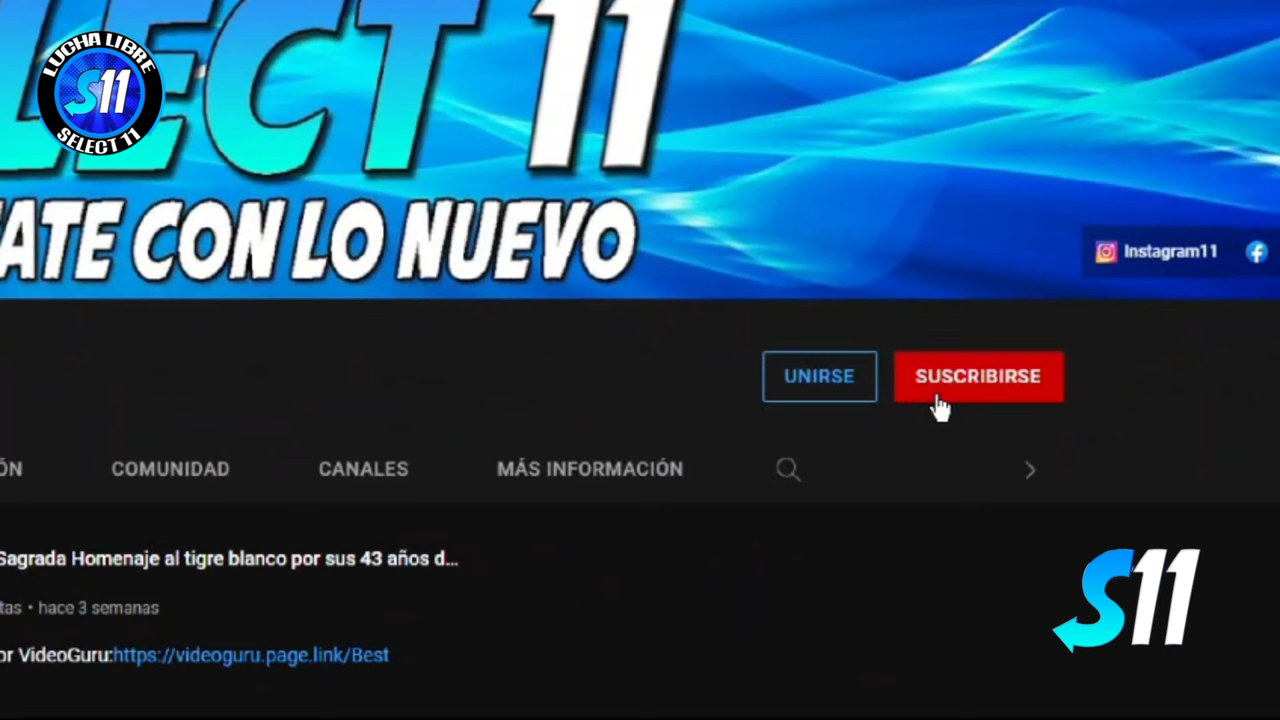 LECT 11
LUCHA LIBRE
S11
SELECT 11
ATE CON LO NUEVO
Instagram11
UNIRSE
SUSCRIBIRSE
ÓN
COMUNIDAD
CANALES
MÁS INFORMACIÓN
Sagrada Homenaje al tigre blanco por sus 43 años d...
tas • hace 3 semanas
or VideoGuru:https://videoguru.page.link/Best
S11